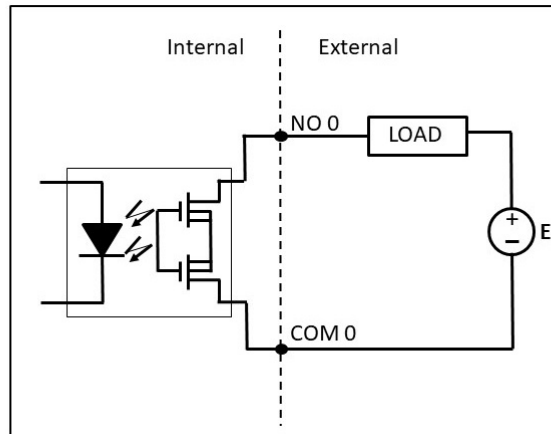 Internal
External
NO 0
LOAD
+
–
E
COM 0